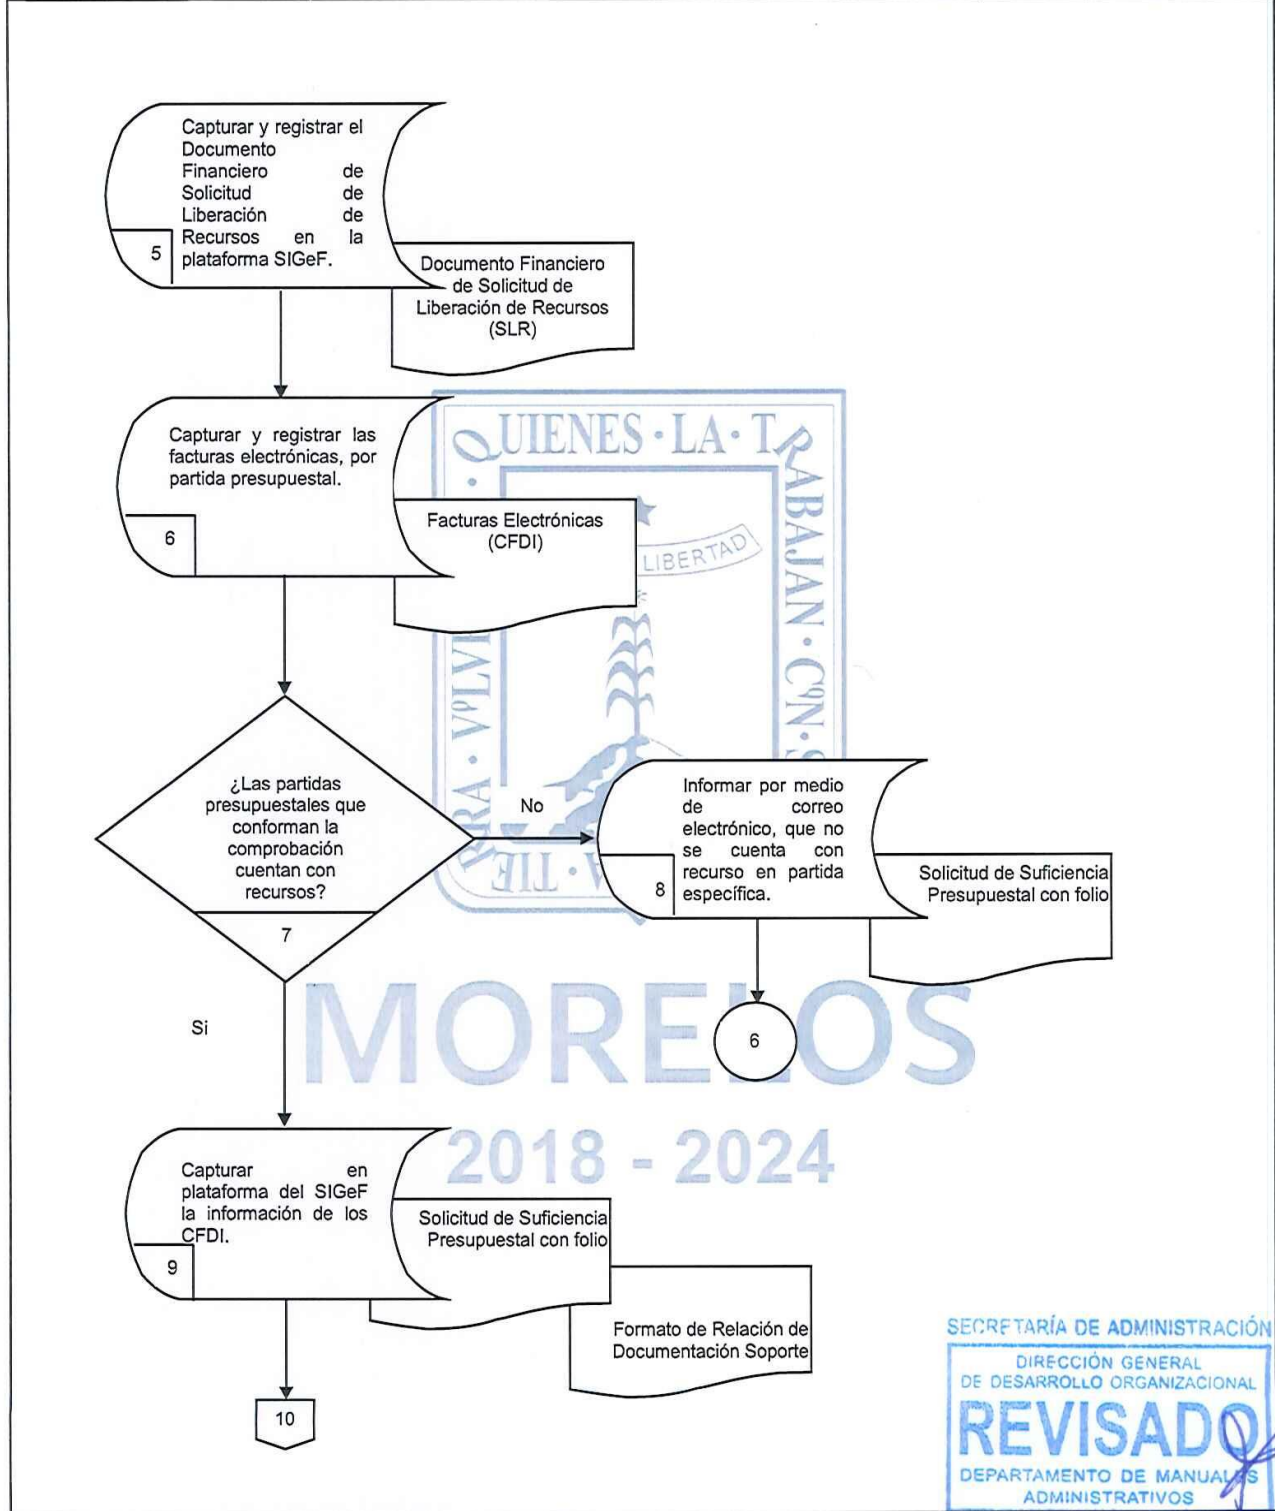 Capturar y registrar el
Documento
Financiero de
Solicitud de
Liberación de
Recursos en la
plataforma SIGeF.
5
Documento Financiero
de Solicitud de
Liberación de Recursos
(SLR)
Capturar y registrar las
facturas electrónicas, por
partida presupuestal.
6
Facturas Electrónicas
(CFDI)
QUIENES · LA · TRABAJAN · CON · S
LIBERTAD
TIERRA · VOLV
¿Las partidas
presupuestales que
conforman la
comprobación
cuentan con
recursos?
7
No
Informar por medio
de correo
electrónico, que no
se cuenta con
recurso en partida
específica.
8
Solicitud de Suficiencia
Presupuestal con folio
6
Si
MORELOS
2018 - 2024
Capturar en
plataforma del SIGeF
la información de los
CFDI.
9
Solicitud de Suficiencia
Presupuestal con folio
Formato de Relación de
Documentación Soporte
10
SECRETARÍA DE ADMINISTRACIÓN
DIRECCIÓN GENERAL
DE DESARROLLO ORGANIZACIONAL
REVISADO
DEPARTAMENTO DE MANUALES
ADMINISTRATIVOS